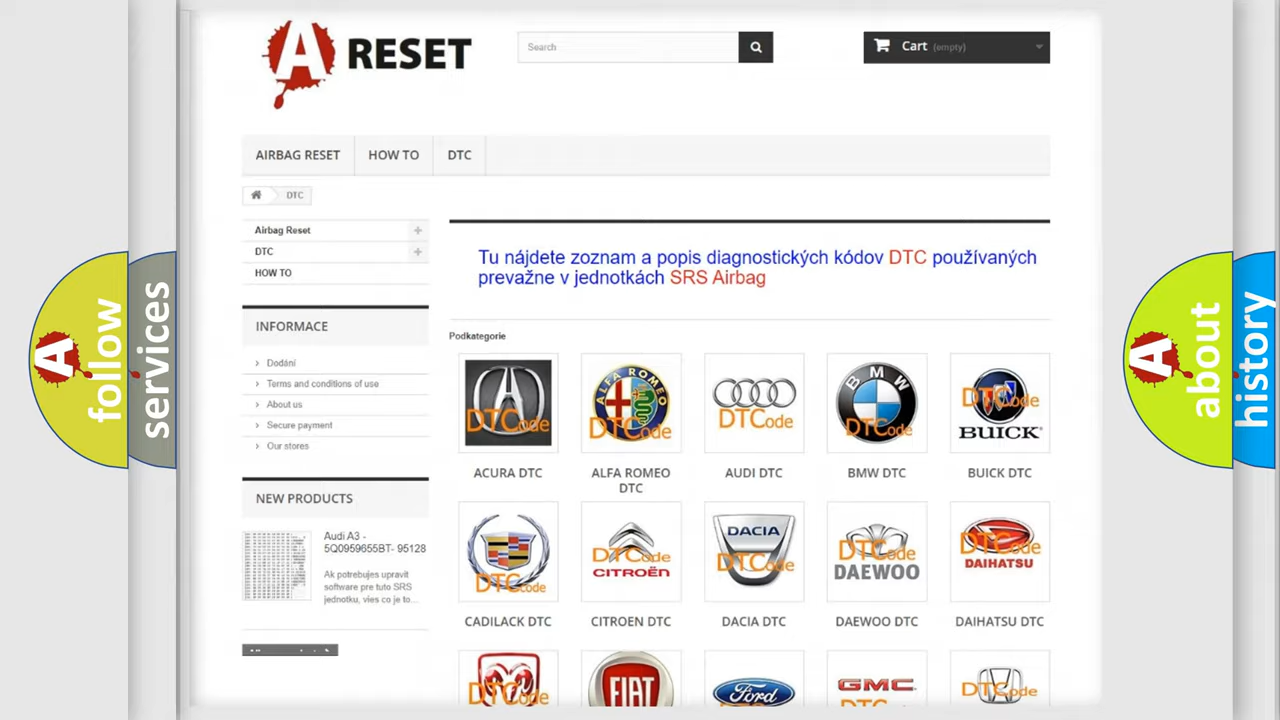 A RESET
Search
Cart (empty)
AIRBAG RESET
HOW TO
DTC
DTC
Airbag Reset
DTC
HOW TO
INFORMACE
Dodání
Terms and conditions of use
About us
Secure payment
Our stores
NEW PRODUCTS
Audi A3 -
5Q0959655BT- 95128
Ak potrebujes upravit
software pre tuto SRS
jednotku, vies co je to...
Tu nájdete zoznam a popis diagnostických kódov DTC používaných
prevažne v jednotkách SRS Airbag
Podkategorie
DTCode
ALFA ROMEO
DTCode
DTCode
BMW
DTCode
DTCode
BUICK
ACURA DTC
ALFA ROMEO
DTC
AUDI DTC
BMW DTC
BUICK DTC
DTCode
DTCode
CITROËN
DACIA
DTCode
DTCode
DAEWOO
DTCode
DAIHATSU
CADILACK DTC
CITROEN DTC
DACIA DTC
DAEWOO DTC
DAIHATSU DTC
DTCode
FIAT
Ford
GMC
DTCode
A
follow
services
A
about
history